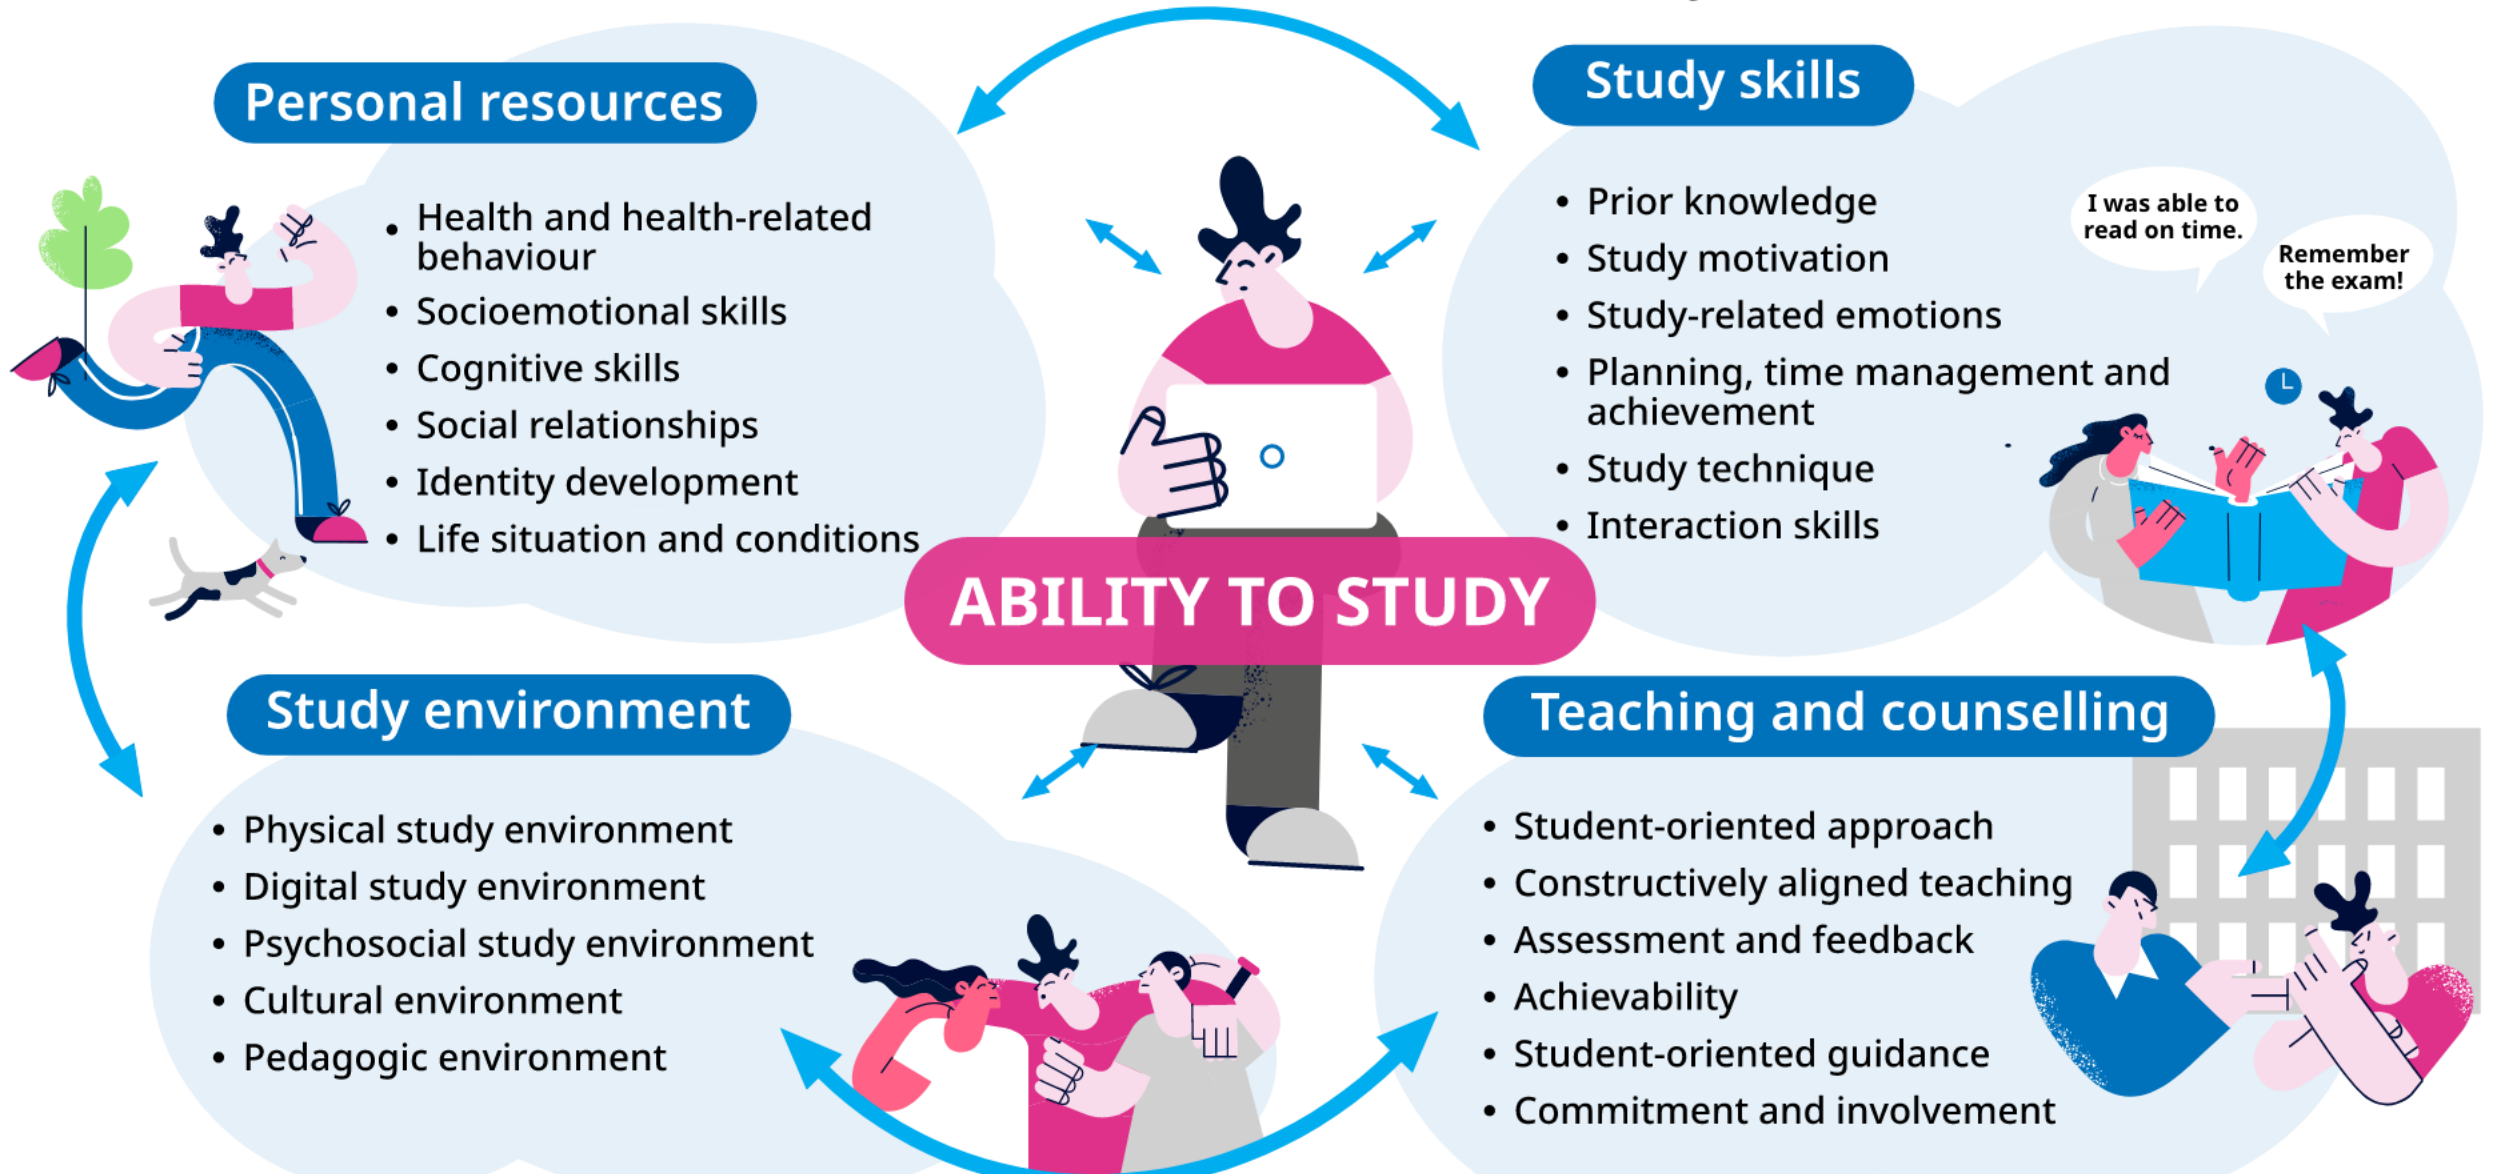 Personal resources
• Health and health-related
behaviour
• Socioemotional skills
• Cognitive skills
• Social relationships
• Identity development
• Life situation and conditions
Study skills
• Prior knowledge
• Study motivation
• Study-related emotions
• Planning, time management and
achievement
• Study technique
• Interaction skills
I was able to
read on time.
Remember
the exam!
ABILITY TO STUDY
Study environment
• Physical study environment
• Digital study environment
• Psychosocial study environment
• Cultural environment
• Pedagogic environment
Teaching and counselling
• Student-oriented approach
• Constructively aligned teaching
• Assessment and feedback
• Achievability
• Student-oriented guidance
• Commitment and involvement